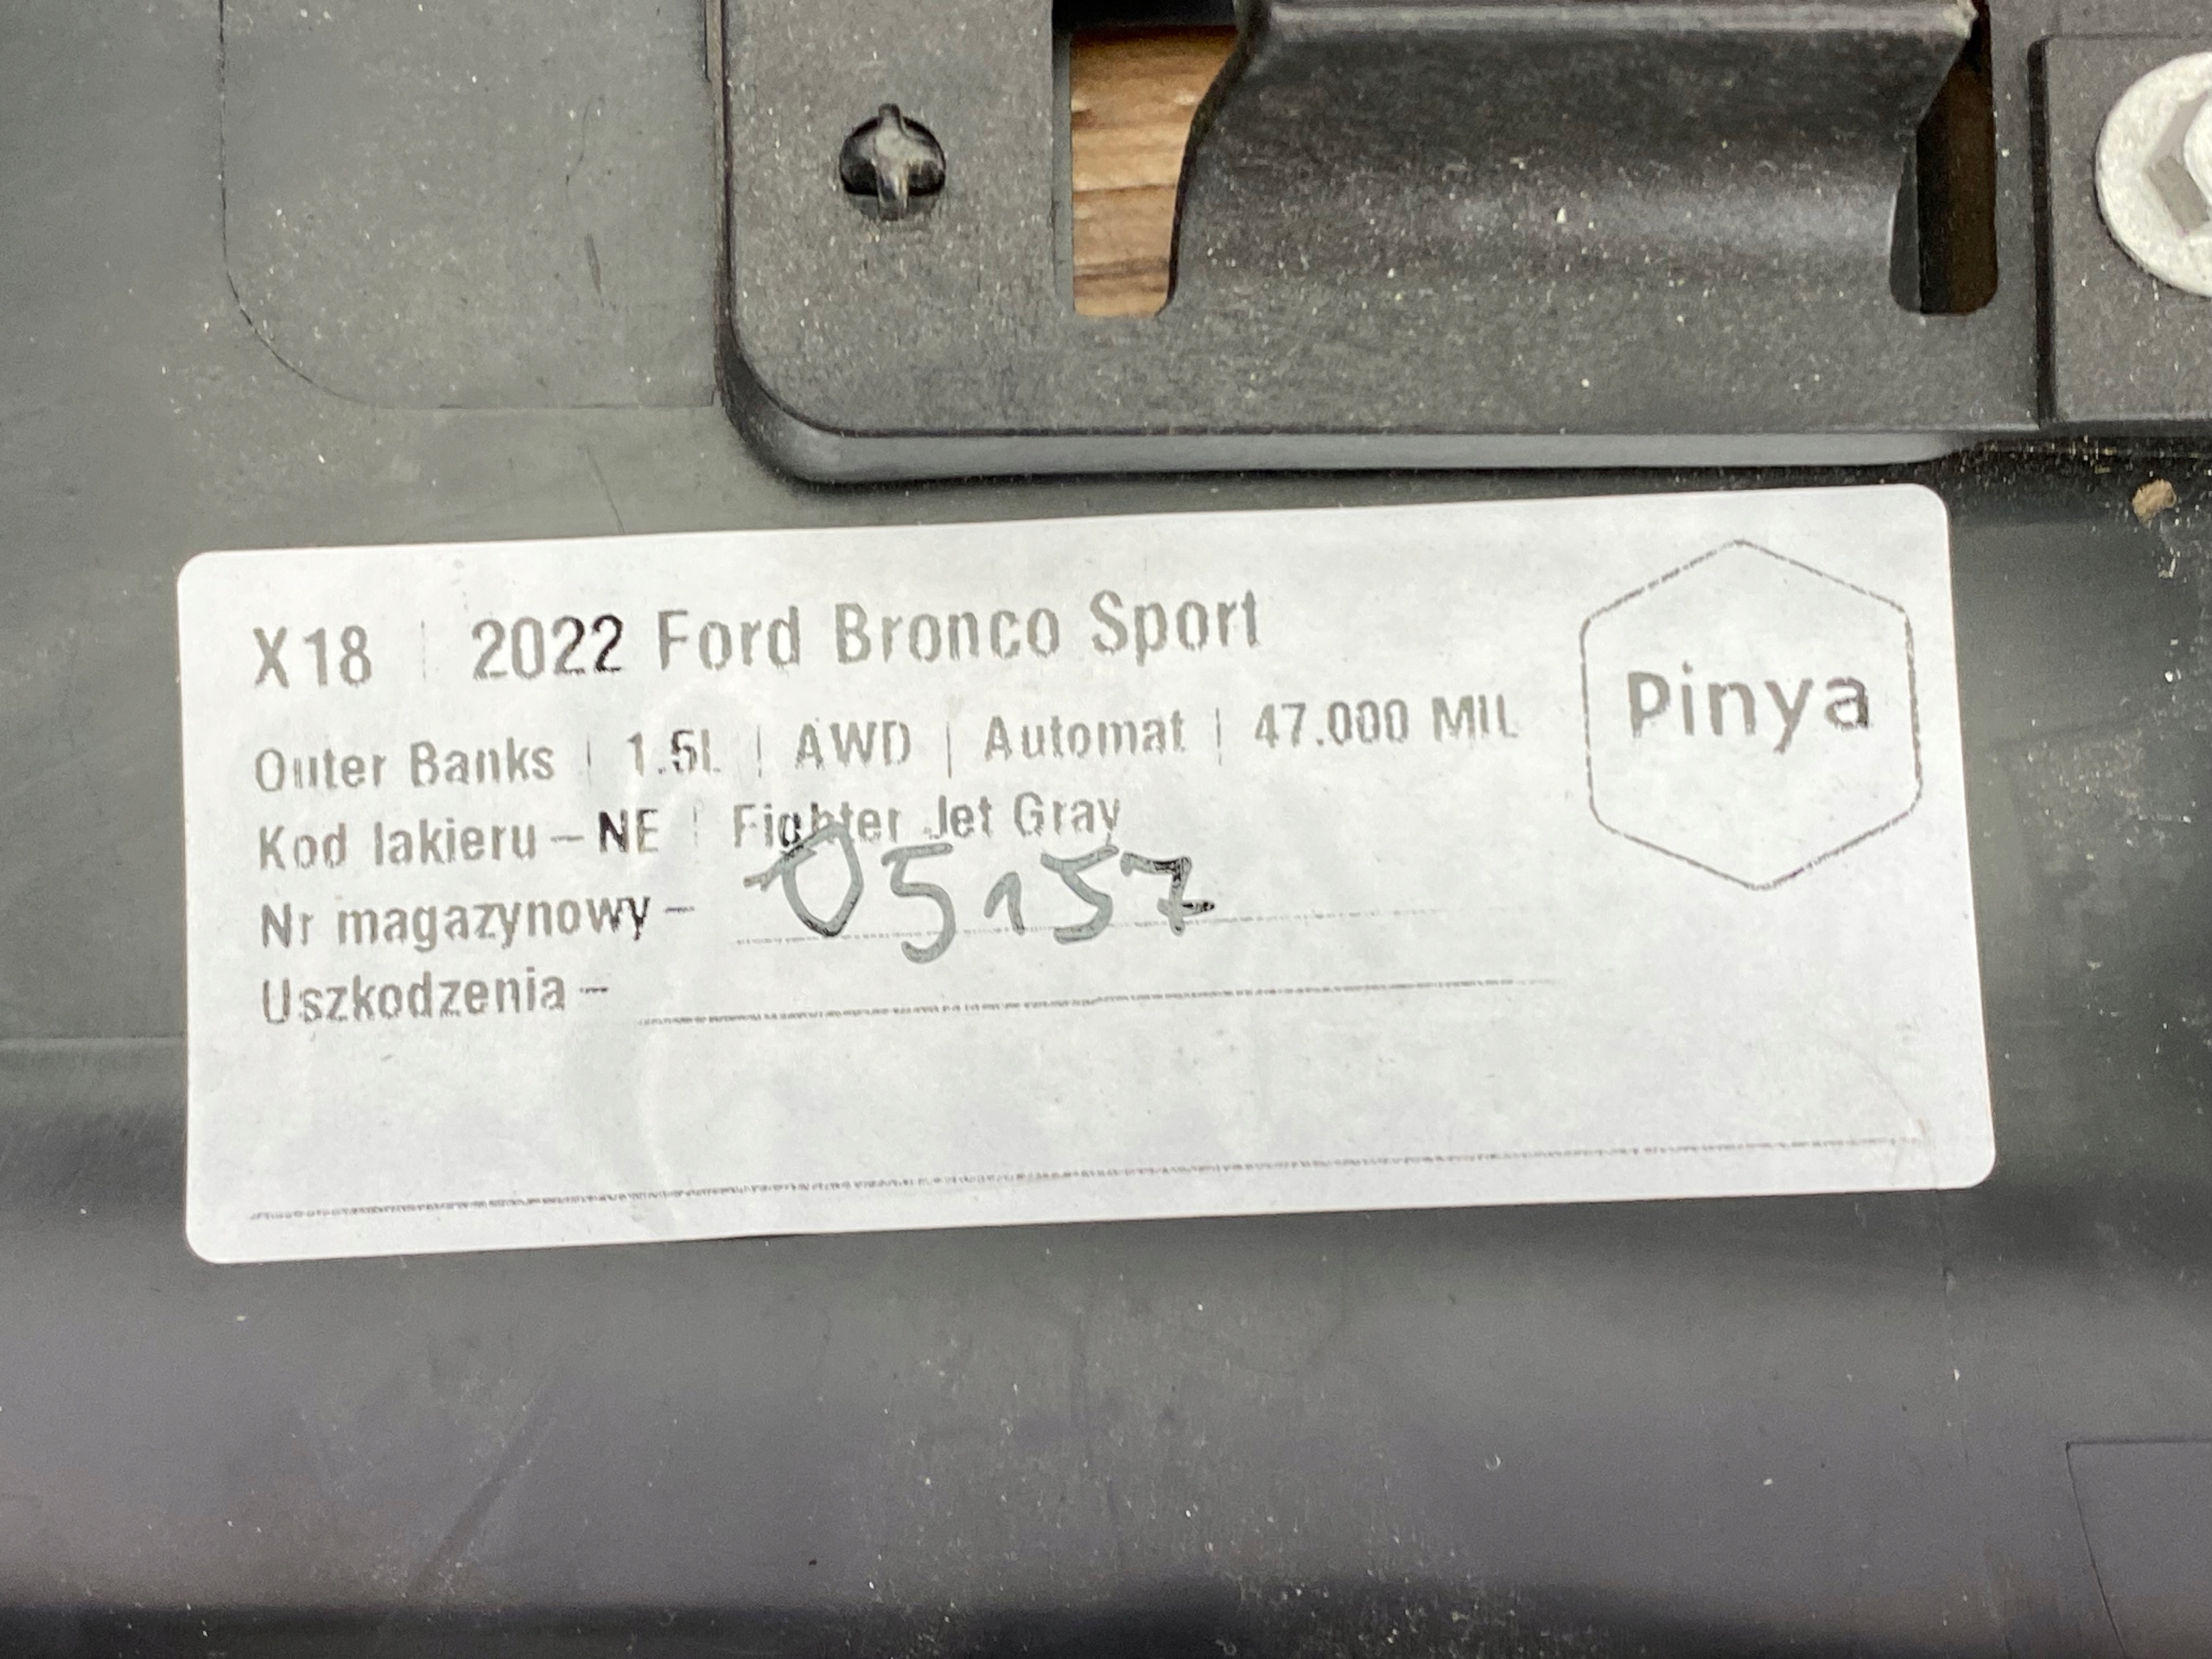 X18 | 2022 Ford Bronco Sport
Pinya
Outer Banks | 1.5L | AWD | Automat | 47.000 MIL
Kod lakieru – NE | Fighter Jet Gray
Nr magazynowy – 05157
Uszkodzenia –